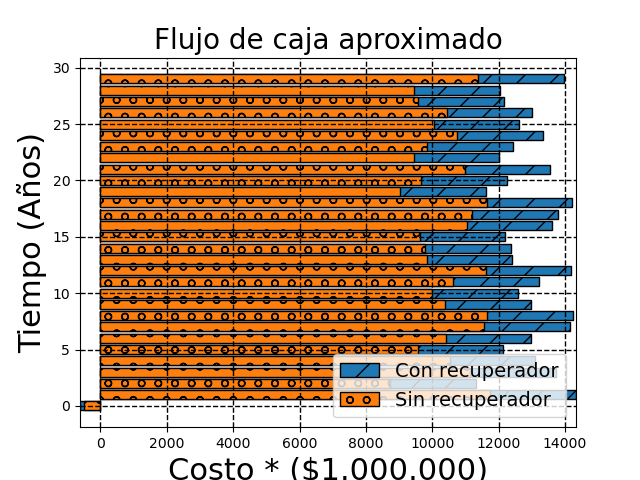 Flujo de caja aproximado
Tiempo (Años)
30
25
20
15
10
5
0
Con recuperador
Sin recuperador
0 2000 4000 6000 8000 10000 12000 14000
Costo * ($1.000.000)